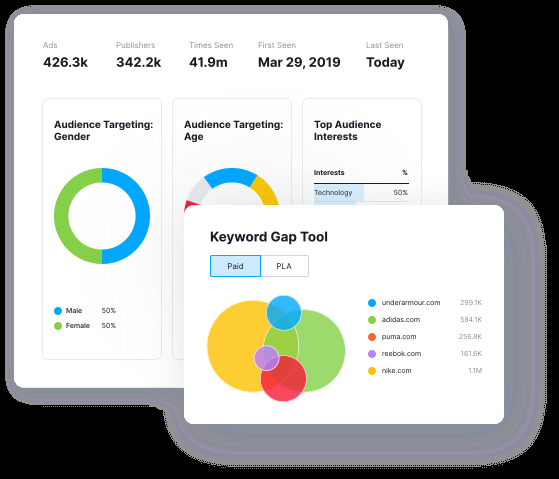 Ads Publishers Times Seen First Seen Last Seen
426.3k 342.2k 41.9m Mar 29, 2019 Today
Audience Targeting:
Gender
Audience Targeting:
Age
Top Audience
Interests
Interests %
Technology 50%
Male 50%
Female 50%
Keyword Gap Tool
Paid PLA
underarmour.com 299.1K
adidas.com 584.1K
puma.com 256.8K
reebok.com 161.6K
nike.com 1.1M